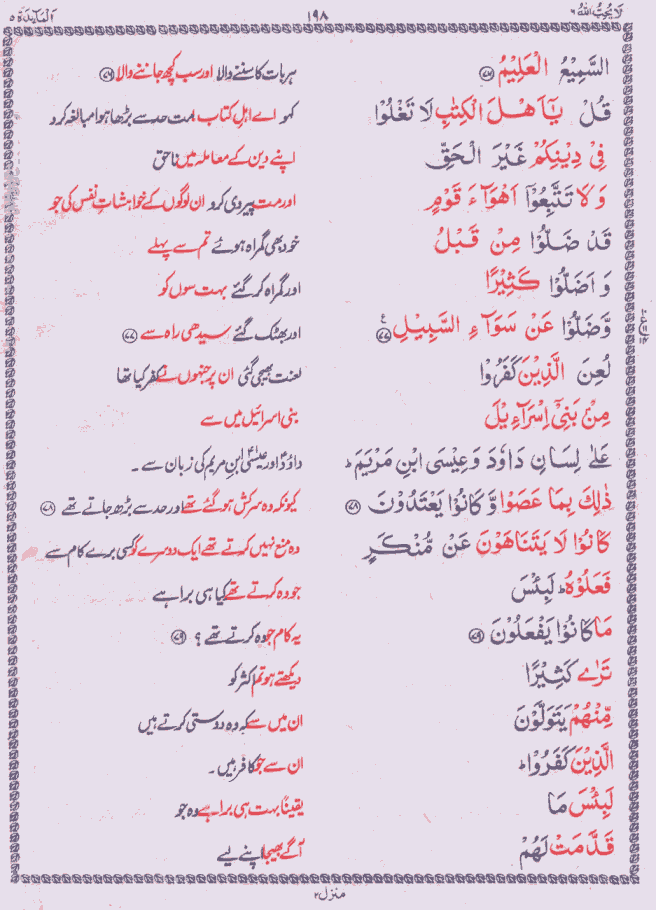 لَا یُحِبُّ اللّٰہُ ۶ ۱۹۸ اَلْمَآئِدَۃ ۵
السَّمِیْعُ الْعَلِیْمُ ﴿۷۶﴾ ہر بات کا سننے والا اور سب کچھ جاننے والا ﴿۷۶﴾
قُلْ یٰۤاَهْلَ الْکِتٰبِ لَا تَغْلُوْا کہو اے اہلِ کتاب! مت حد سے بڑھا ہوا مبالغہ کرو
فِیْ دِیْنِکُمْ غَیْرَ الْحَقِّ اپنے دین کے معاملہ میں ناحق
وَلَا تَتَّبِعُوْۤا اَهْوَآءَ قَوْمٍ اور مت پیروی کرو ان لوگوں کے خواہشاتِ نفس کی جو
قَدْ ضَلُّوْا مِنْ قَبْلُ خود بھی گمراہ ہوئے تم سے پہلے
وَ اَضَلُّوْا کَثِیْرًا اور گمراہ کر گئے بہت سوں کو
وَّضَلُّوْا عَنْ سَوَآءِ السَّبِیْلِ ﴿۷۷﴾ اور بھٹک گئے سیدھی راہ سے ﴿۷۷﴾
لُعِنَ الَّذِیْنَ کَفَرُوْا لعنت بھیجی گئی ان پر جنہوں نے کفر کیا تھا
مِنْۢ بَنِیْۤ اِسْرَآءِیْلَ بنی اسرائیل میں سے
عَلٰی لِسَانِ دَاوٗدَ وَعِیْسَی ابْنِ مَرْیَمَ ؕ داؤدؑ اور عیسیٰؑ ابنِ مریم کی زبان سے ۔
ذٰلِکَ بِمَا عَصَوْا وَّ کَانُوْا یَعْتَدُوْنَ ﴿۷۸﴾ کیونکہ وہ سرکش ہو گئے تھے اور حد سے بڑھ جاتے تھے ﴿۷۸﴾
کَانُوْا لَا یَتَنَاهَوْنَ عَنْ مُّنْکَرٍ وہ منع نہیں کرتے تھے ایک دوسرے کو کسی برے کام سے
فَعَلُوْهُ ؕ لَبِئْسَ جو وہ کرتے تھے کیا ہی برا ہے
مَا کَانُوْا یَفْعَلُوْنَ ﴿۷۹﴾ یہ کام جو وہ کرتے تھے ؟ ﴿۷۹﴾
تَرٰی کَثِیْرًا دیکھتے ہو تم اکثر کو
مِّنْهُمْ یَتَوَلَّوْنَ ان میں سے کہ وہ دوستی کرتے ہیں
الَّذِیْنَ کَفَرُوْا ؕ ان سے جو کافر ہیں ۔
لَبِئْسَ مَا یقیناً بہت ہی برا ہے وہ جو
قَدَّمَتْ لَهُمْ آگے بھیجا اپنے لیے
منزل ۲